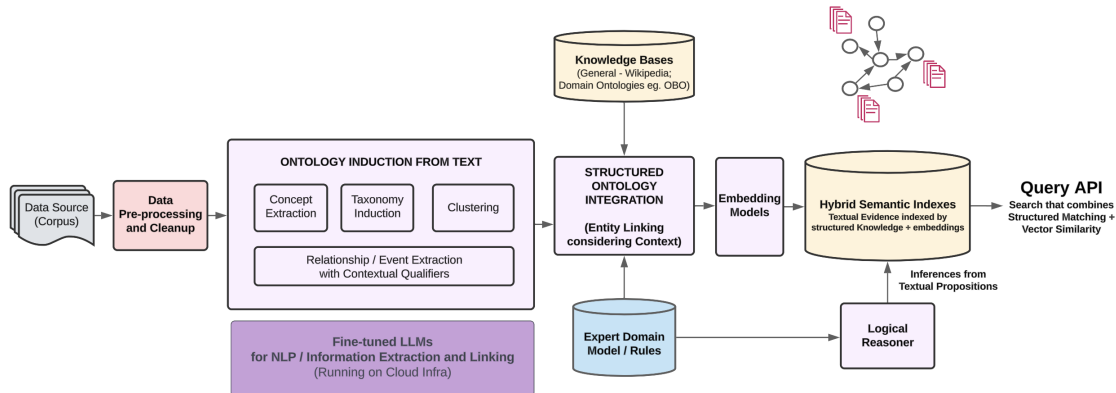 Knowledge Bases
(General - Wikipedia;
Domain Ontologies eg. OBO)
ONTOLOGY INDUCTION FROM TEXT
Concept
Extraction
Taxonomy
Induction
Clustering
Relationship / Event Extraction
with Contextual Qualifiers
Data Source
(Corpus)
Data
Pre-processing
and Cleanup
STRUCTURED
ONTOLOGY
INTEGRATION
(Entity Linking
considering Context)
Embedding
Models
Hybrid Semantic Indexes
Textual Evidence indexed by
structured Knowledge + embeddings
Query API
Search that combines
Structured Matching +
Vector Similarity
Inferences from
Textual Propositions
Fine-tuned LLMs
for NLP / Information Extraction and Linking
(Running on Cloud Infra)
Expert Domain
Model / Rules
Logical
Reasoner